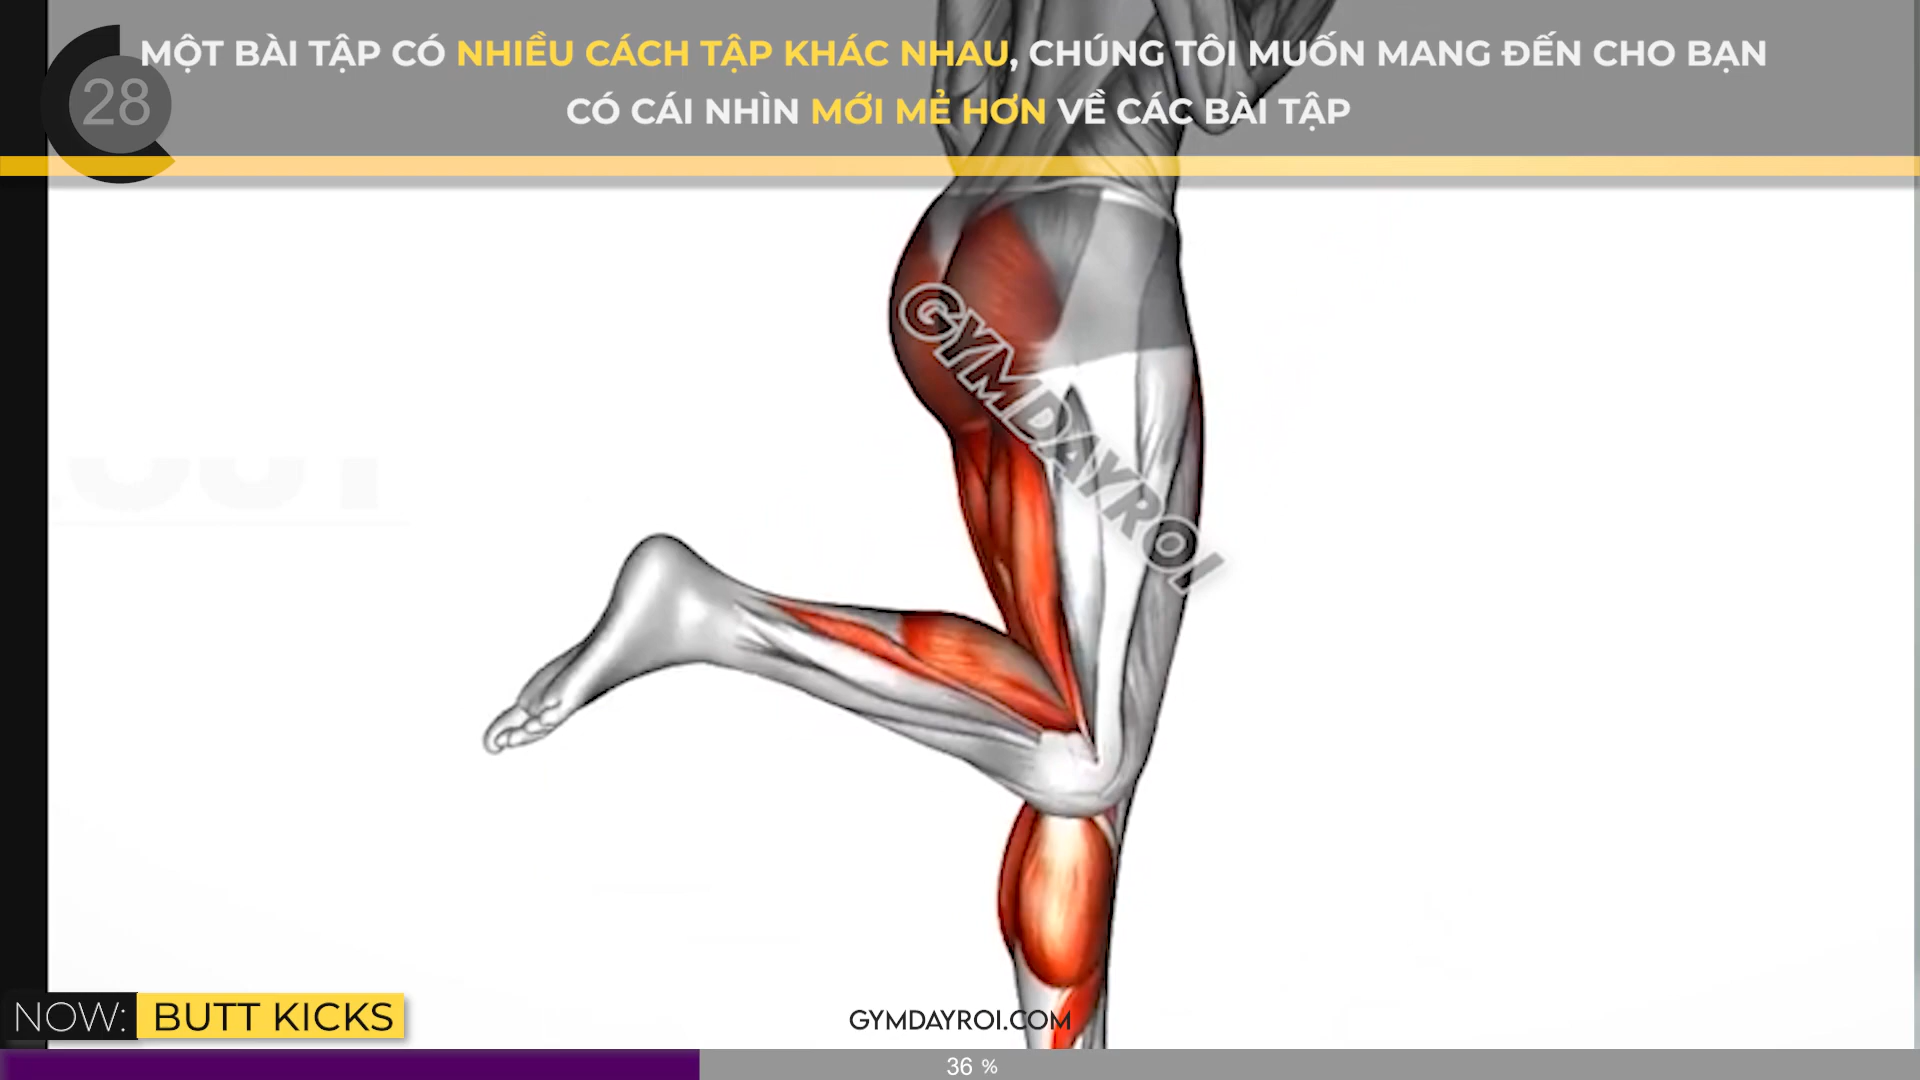 MỘT BÀI TẬP CÓ NHIỀU CÁCH TẬP KHÁC NHAU, CHÚNG TÔI MUỐN MANG ĐẾN CHO BẠN
CÓ CÁI NHÌN MỚI MẺ HƠN VỀ CÁC BÀI TẬP
28
GYMDAYROI
NOW: BUTT KICKS
GYMDAYROI.COM
36 %